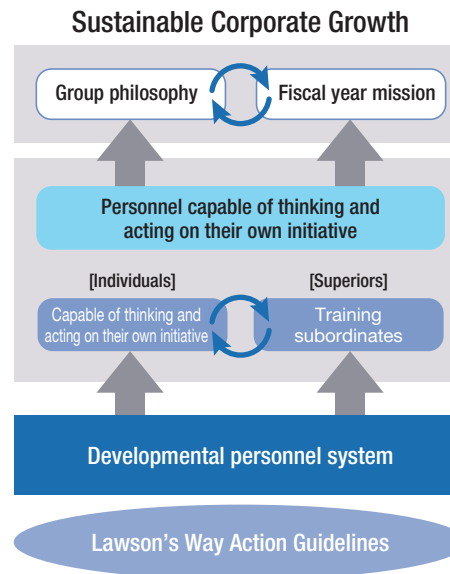 Sustainable Corporate Growth
Group philosophy
Fiscal year mission
Personnel capable of thinking and
acting on their own initiative
[Individuals]
[Superiors]
Capable of thinking and
acting on their own initiative
Training
subordinates
Developmental personnel system
Lawson's Way Action Guidelines